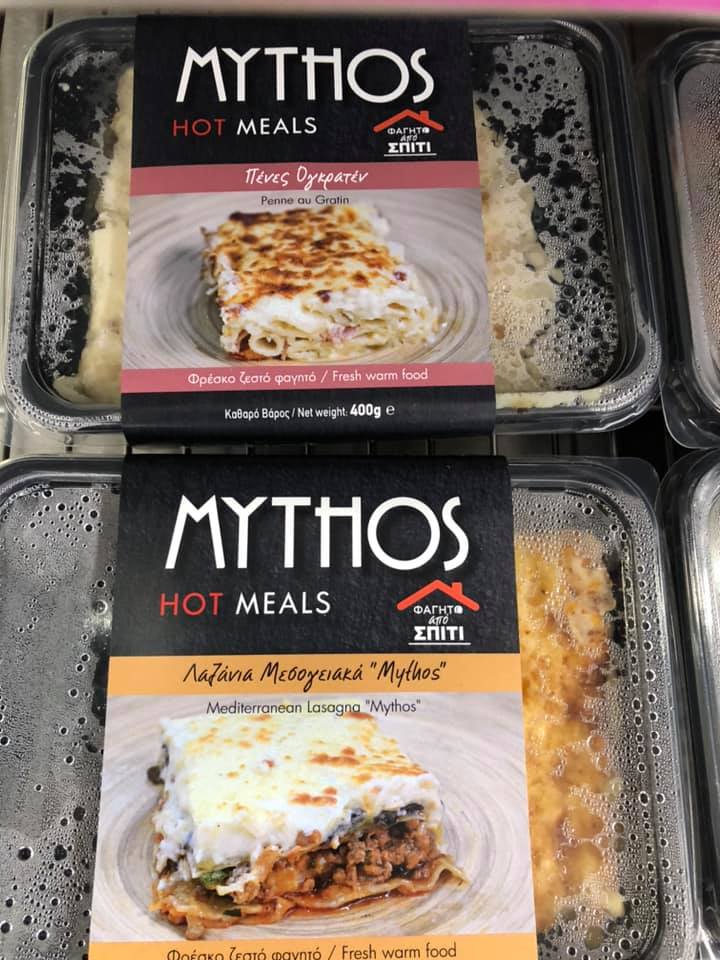 MYTHOS
HOT MEALS
ΦΑΓΗΤΟ
από
ΣΠΙΤΙ
Πένες Ογκρατέν
Penne au Gratin
Φρέσκο ζεστό φαγητό / Fresh warm food
Καθαρό Βάρος / Net weight: 400g e
MYTHOS
HOT MEALS
ΦΑΓΗΤΟ
από
ΣΠΙΤΙ
Λαζάνια Μεσογειακά "Mythos"
Mediterranean Lasagna "Mythos"
Φρέσκο ζεστό φαγητό / Fresh warm food